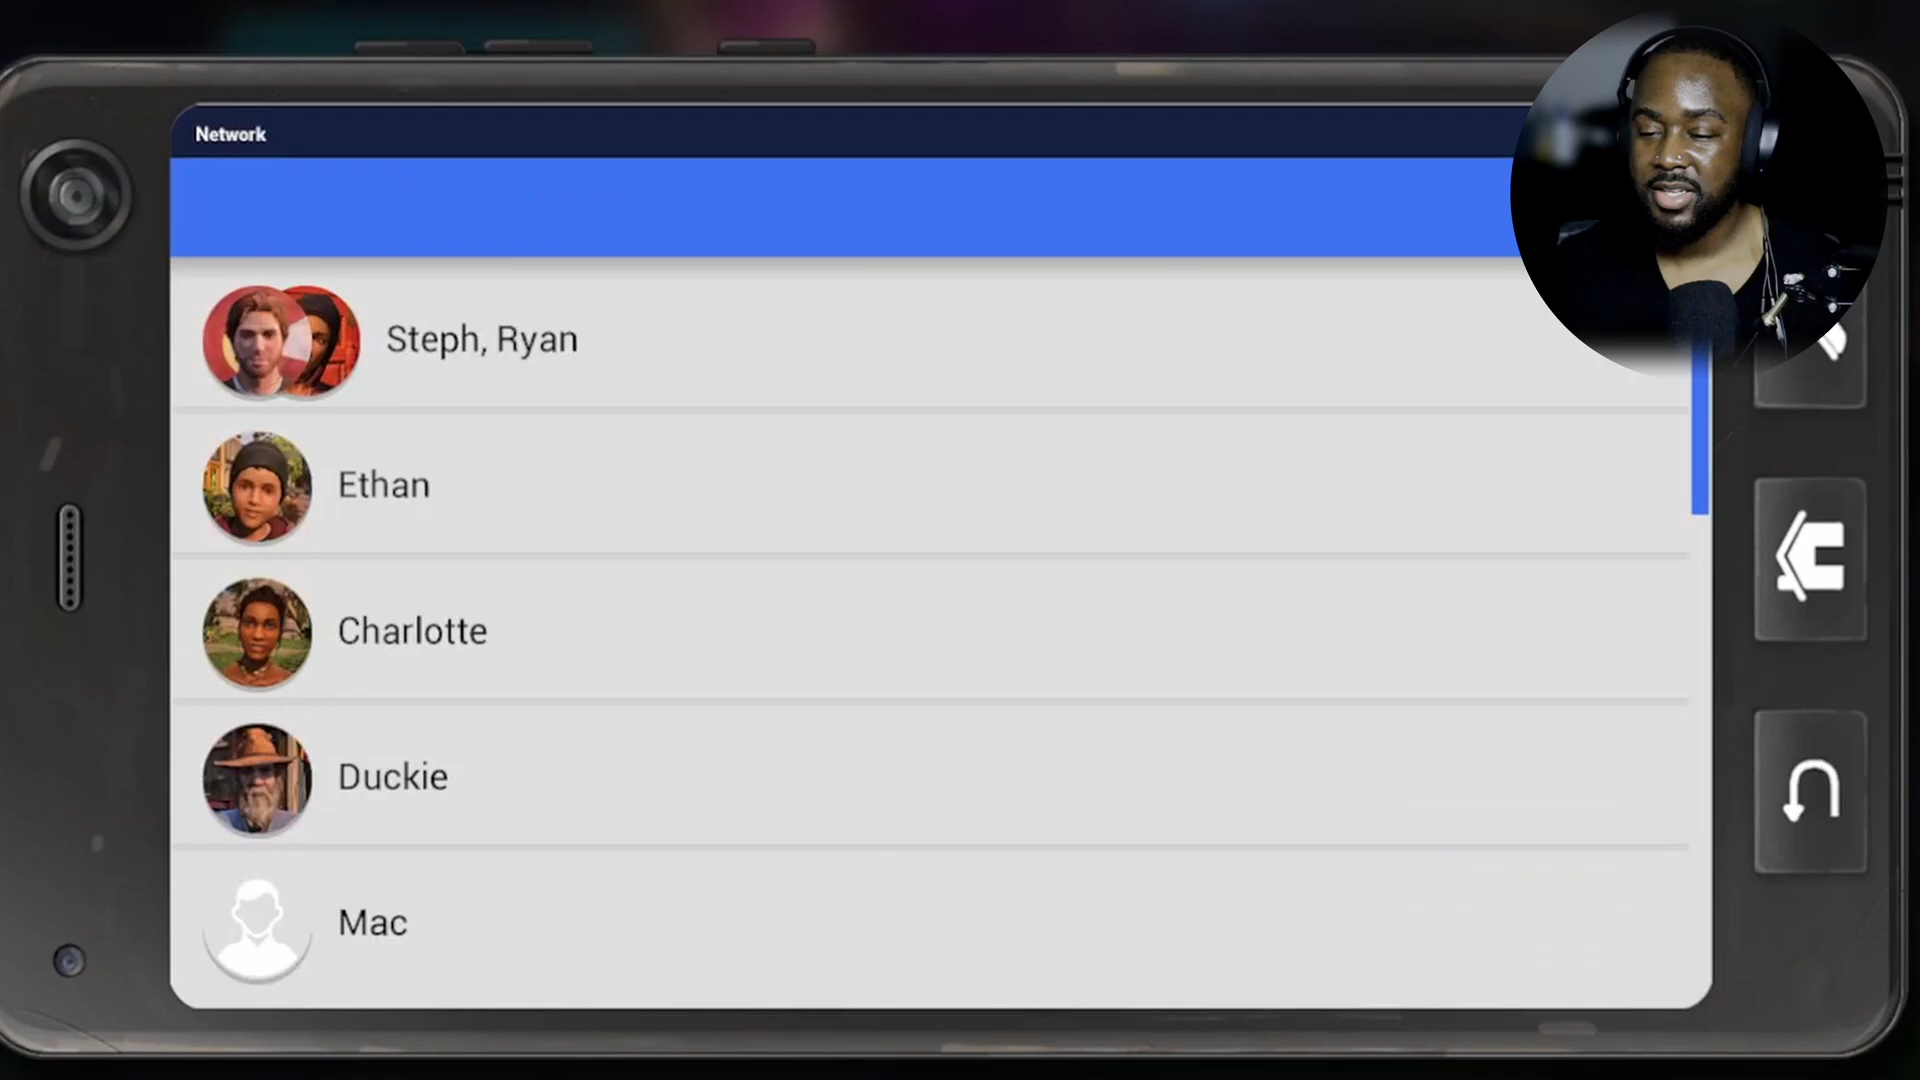 Network
Steph, Ryan
Ethan
Charlotte
Duckie
Mac